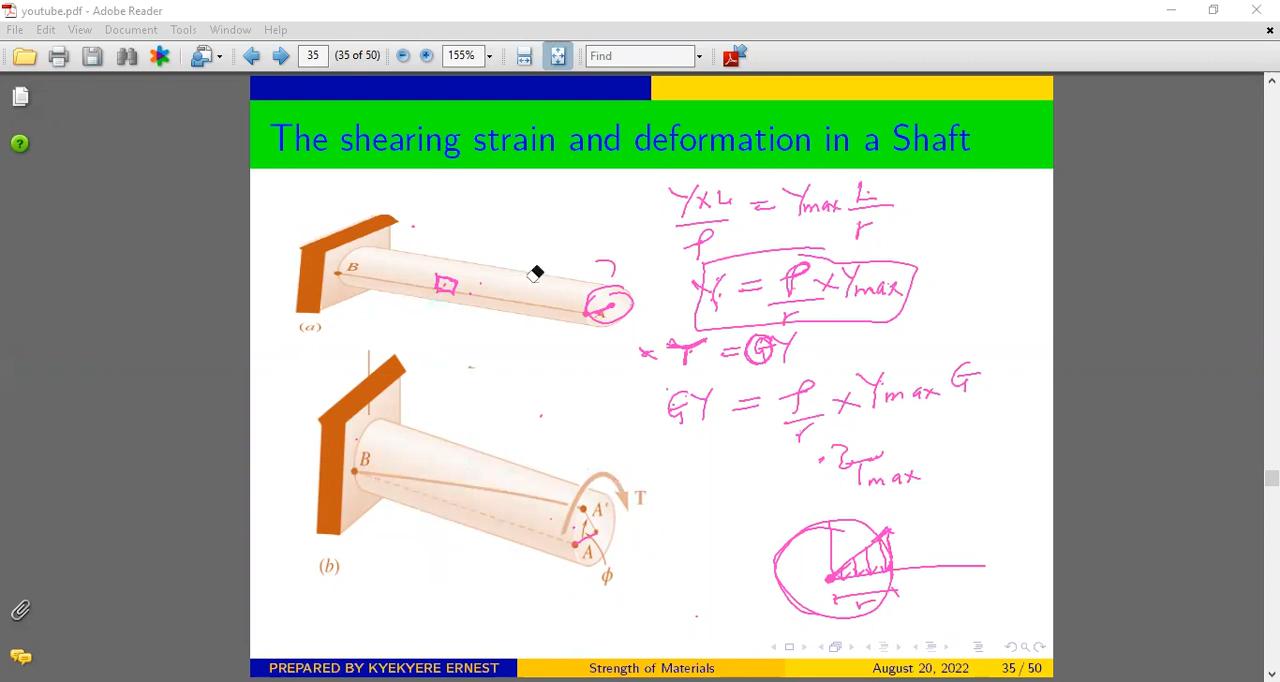 youtube.pdf - Adobe Reader
File Edit View Document Tools Window Help
35 (35 of 50) 155% Find
The shearing strain and deformation in a Shaft
γ×L / ρ = γmax L / r
γ = ρ / r × γmax
B
A
(a)
× τ = Gγ
Gγ = ρ / r × γmax G
τmax
B
A'
T
A
(b)
ϕ
r
PREPARED BY KYEKYERE ERNEST Strength of Materials August 20, 2022 35 / 50